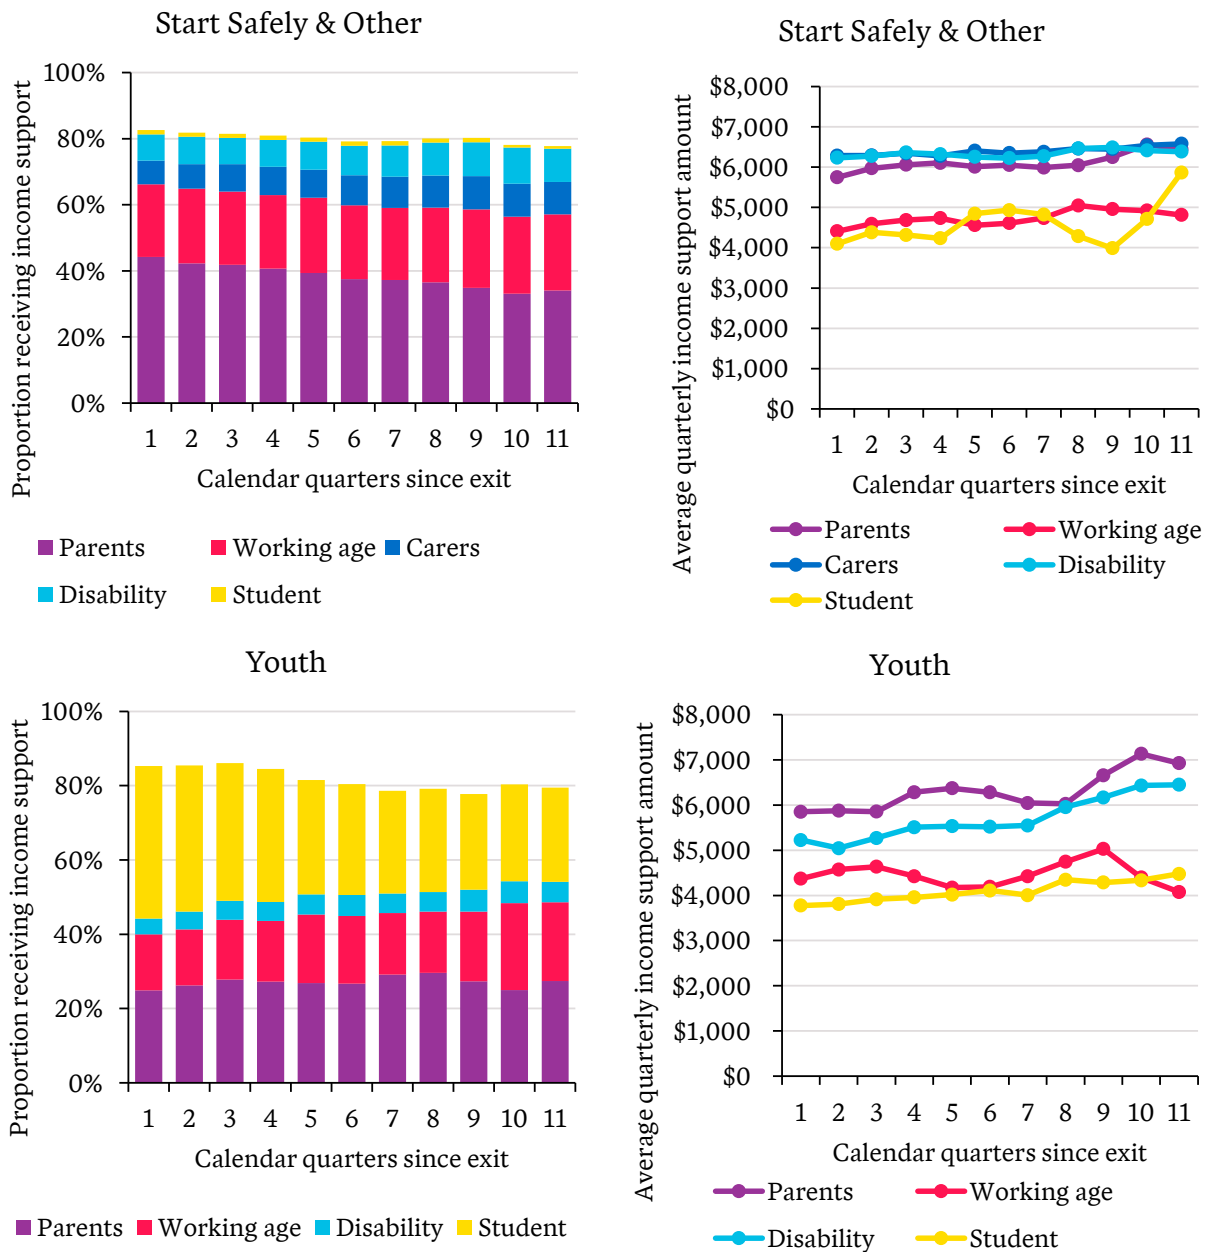 Start Safely & Other
Proportion receiving income support
100%
80%
60%
40%
20%
0%
1 2 3 4 5 6 7 8 9 10 11
Calendar quarters since exit
Parents Working age Carers
Disability Student
Start Safely & Other
Average quarterly income support amount
$8,000
$7,000
$6,000
$5,000
$4,000
$3,000
$2,000
$1,000
$0
1 2 3 4 5 6 7 8 9 10 11
Calendar quarters since exit
Parents Working age
Carers Disability
Student
Youth
Proportion receiving income support
100%
80%
60%
40%
20%
0%
1 2 3 4 5 6 7 8 9 10 11
Calendar quarters since exit
Parents Working age Disability Student
Youth
Average quarterly income support amount
$8,000
$7,000
$6,000
$5,000
$4,000
$3,000
$2,000
$1,000
$0
1 2 3 4 5 6 7 8 9 10 11
Calendar quarters since exit
Parents Working age
Disability Student